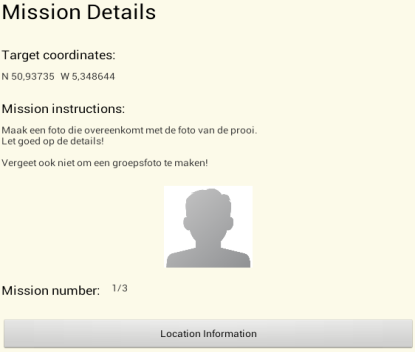 Mission Details
Target coordinates:
N 50,93735 W 5,348644
Mission instructions:
Maak een foto die overeenkomt met de foto van de prooi.
Let goed op de details!
Vergeet ook niet om een groepsfoto te maken!
Mission number: 1/3
Location Information